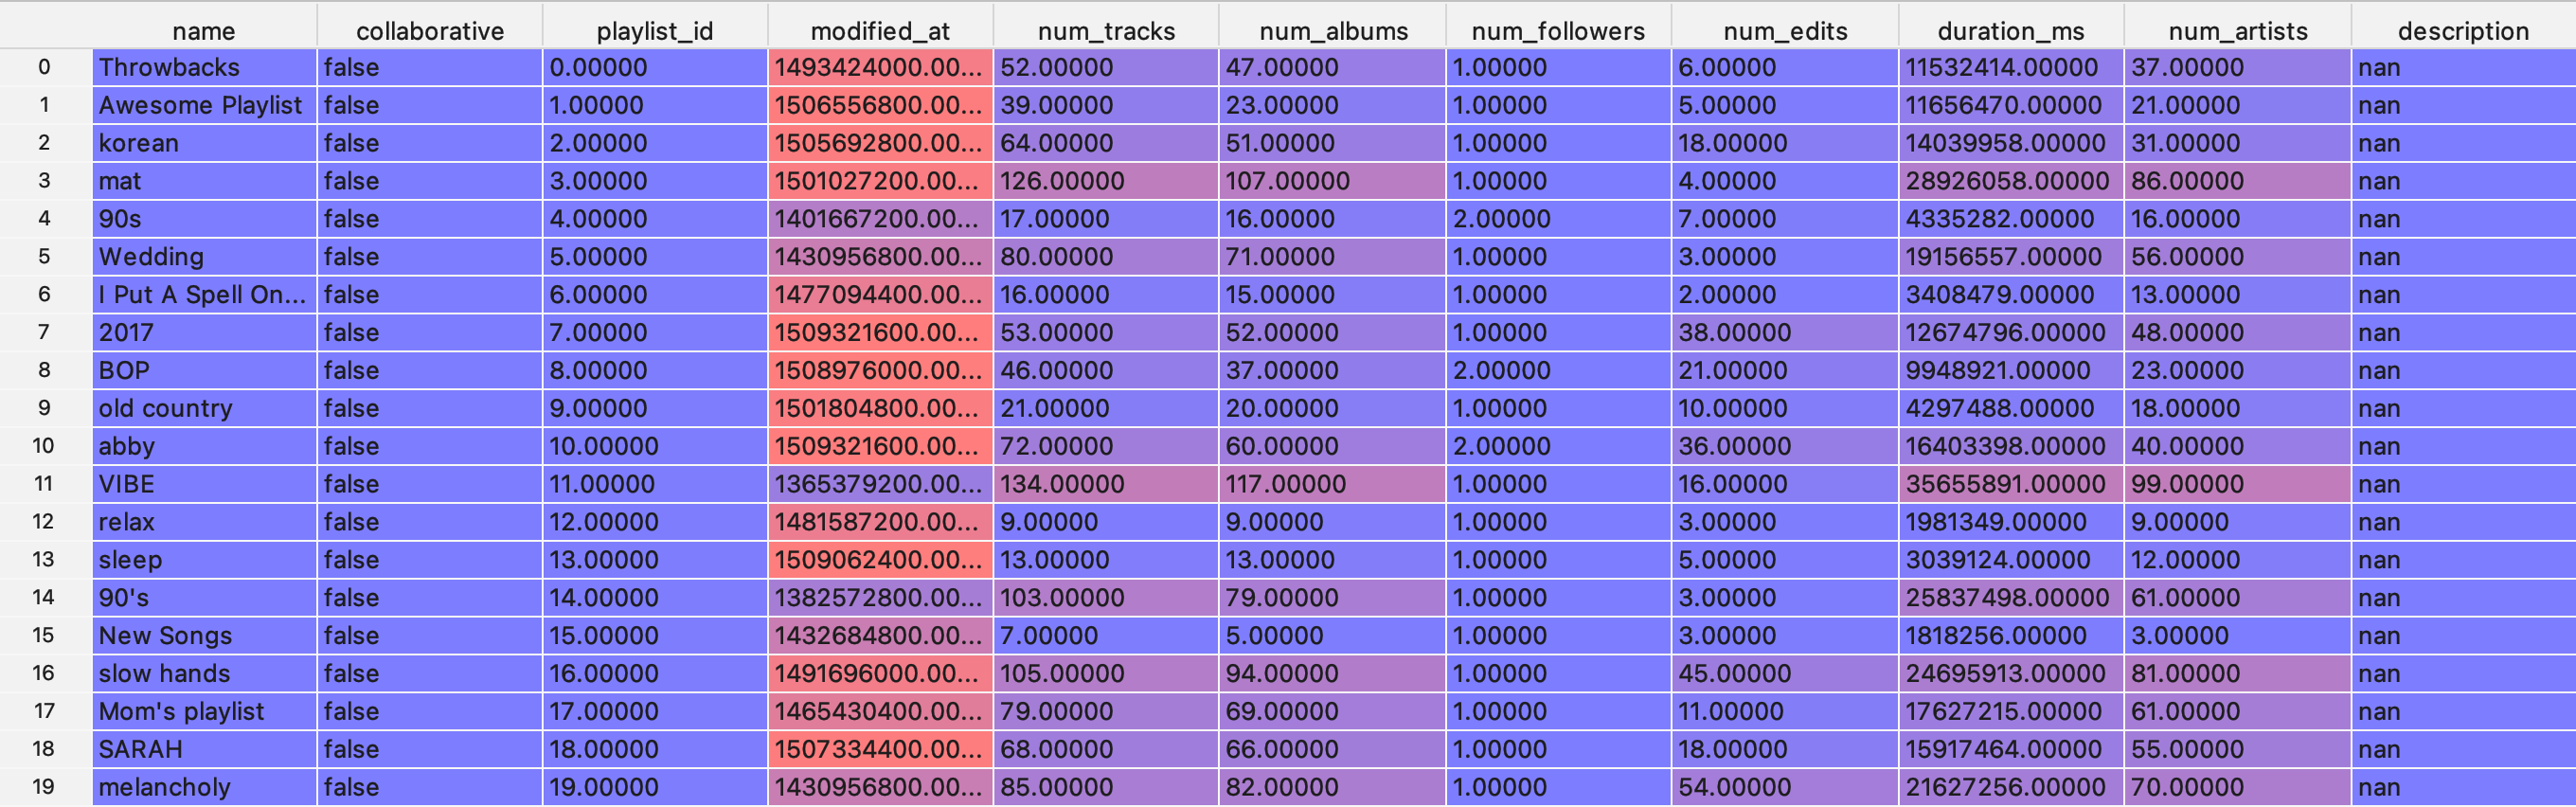 name collaborative playlist_id modified_at num_tracks num_albums num_followers num_edits duration_ms num_artists description
0 Throwbacks false 0.00000 1493424000.00... 52.00000 47.00000 1.00000 6.00000 11532414.00000 37.00000 nan
1 Awesome Playlist false 1.00000 1506556800.00... 39.00000 23.00000 1.00000 5.00000 11656470.00000 21.00000 nan
2 korean false 2.00000 1505692800.00... 64.00000 51.00000 1.00000 18.00000 14039958.00000 31.00000 nan
3 mat false 3.00000 1501027200.00... 126.00000 107.00000 1.00000 4.00000 28926058.00000 86.00000 nan
4 90s false 4.00000 1401667200.00... 17.00000 16.00000 2.00000 7.00000 4335282.00000 16.00000 nan
5 Wedding false 5.00000 1430956800.00... 80.00000 71.00000 1.00000 3.00000 19156557.00000 56.00000 nan
6 I Put A Spell On... false 6.00000 1477094400.00... 16.00000 15.00000 1.00000 2.00000 3408479.00000 13.00000 nan
7 2017 false 7.00000 1509321600.00... 53.00000 52.00000 1.00000 38.00000 12674796.00000 48.00000 nan
8 BOP false 8.00000 1508976000.00... 46.00000 37.00000 2.00000 21.00000 9948921.00000 23.00000 nan
9 old country false 9.00000 1501804800.00... 21.00000 20.00000 1.00000 10.00000 4297488.00000 18.00000 nan
10 abby false 10.00000 1509321600.00... 72.00000 60.00000 2.00000 36.00000 16403398.00000 40.00000 nan
11 VIBE false 11.00000 1365379200.00... 134.00000 117.00000 1.00000 16.00000 35655891.00000 99.00000 nan
12 relax false 12.00000 1481587200.00... 9.00000 9.00000 1.00000 3.00000 1981349.00000 9.00000 nan
13 sleep false 13.00000 1509062400.00... 13.00000 13.00000 1.00000 5.00000 3039124.00000 12.00000 nan
14 90's false 14.00000 1382572800.00... 103.00000 79.00000 1.00000 3.00000 25837498.00000 61.00000 nan
15 New Songs false 15.00000 1432684800.00... 7.00000 5.00000 1.00000 3.00000 1818256.00000 3.00000 nan
16 slow hands false 16.00000 1491696000.00... 105.00000 94.00000 1.00000 45.00000 24695913.00000 81.00000 nan
17 Mom's playlist false 17.00000 1465430400.00... 79.00000 69.00000 1.00000 11.00000 17627215.00000 61.00000 nan
18 SARAH false 18.00000 1507334400.00... 68.00000 66.00000 1.00000 18.00000 15917464.00000 55.00000 nan
19 melancholy false 19.00000 1430956800.00... 85.00000 82.00000 1.00000 54.00000 21627256.00000 70.00000 nan